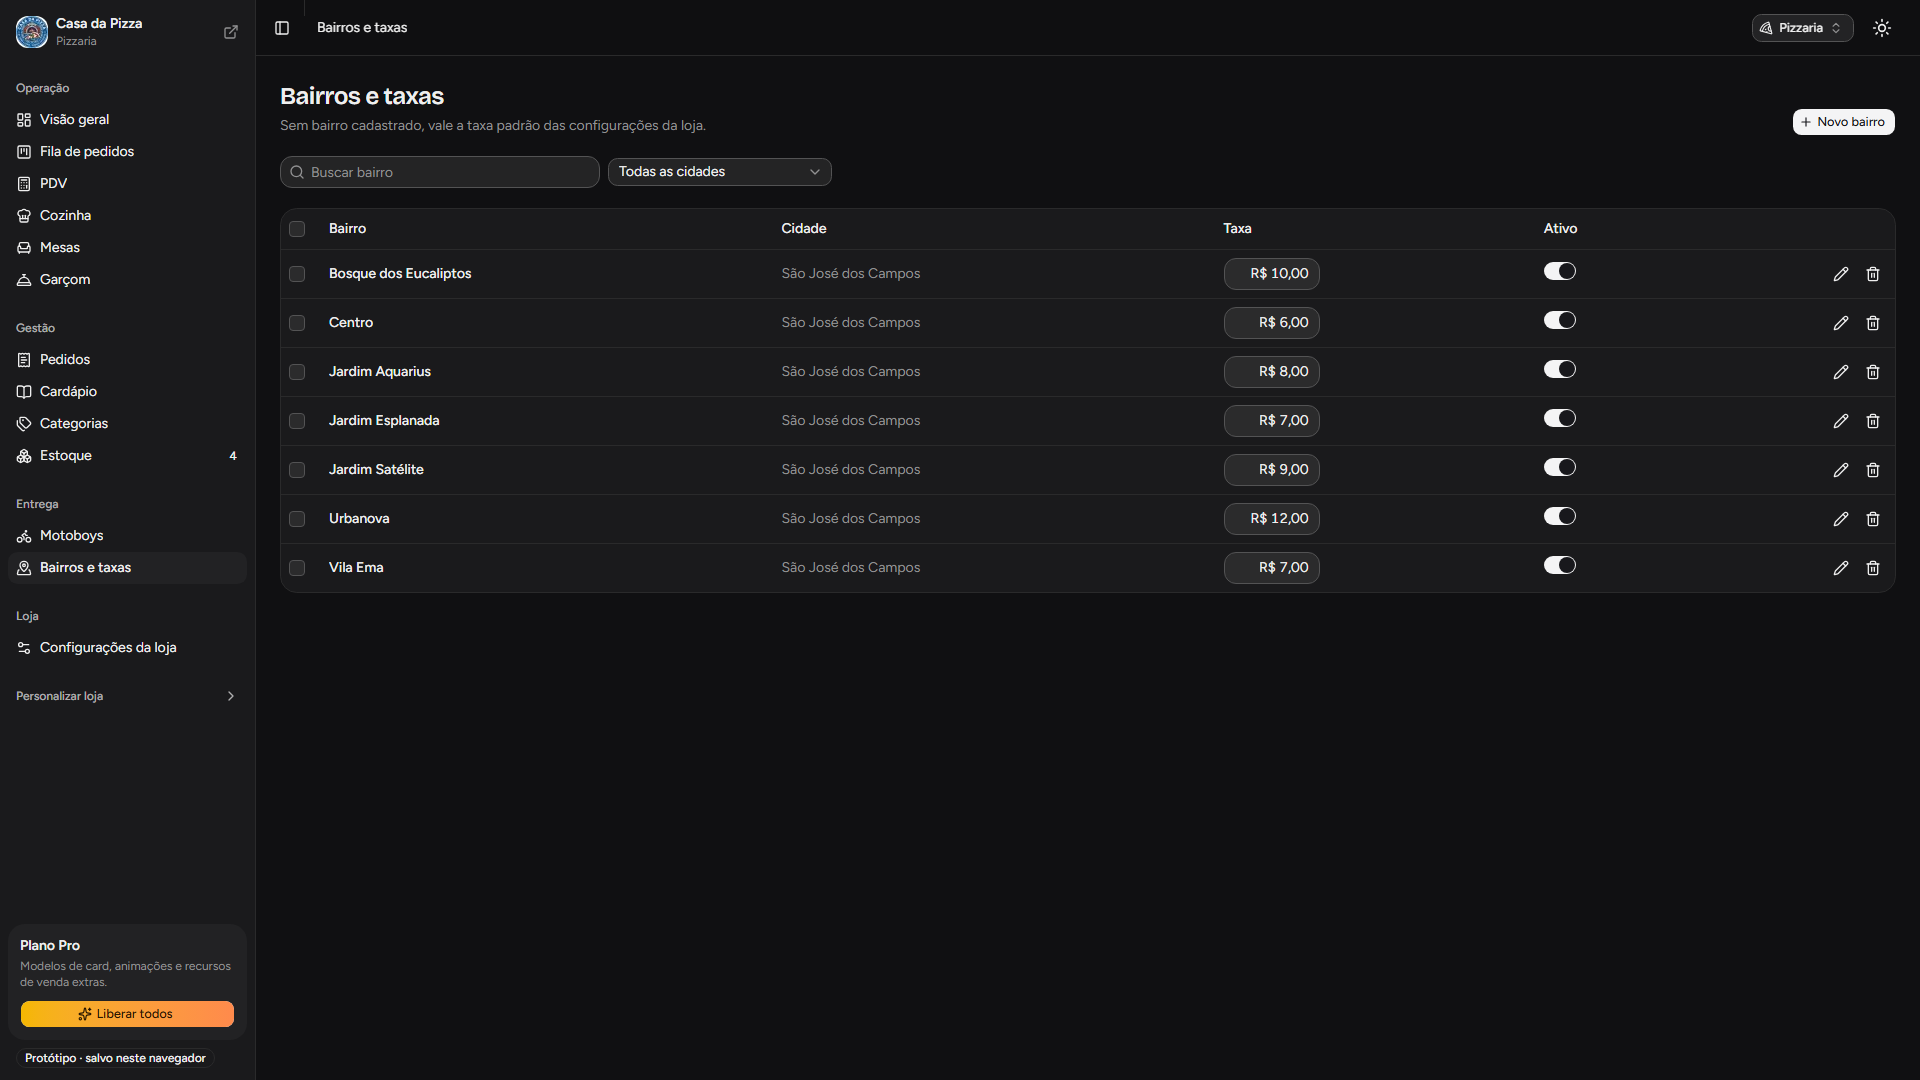 Casa da Pizza
Pizzaria
Operação
Visão geral
Fila de pedidos
PDV
Cozinha
Mesas
Garçom
Gestão
Pedidos
Cardápio
Categorias
Estoque 4
Entrega
Motoboys
Bairros e taxas
Loja
Configurações da loja
Personalizar loja
Plano Pro
Modelos de card, animações e recursos
de venda extras.
Liberar todos
Protótipo · salvo neste navegador
Bairros e taxas
Pizzaria
Bairros e taxas
Sem bairro cadastrado, vale a taxa padrão das configurações da loja.
Novo bairro
Buscar bairro
Todas as cidades
Bairro Cidade Taxa Ativo
Bosque dos Eucaliptos São José dos Campos R$ 10,00
Centro São José dos Campos R$ 6,00
Jardim Aquarius São José dos Campos R$ 8,00
Jardim Esplanada São José dos Campos R$ 7,00
Jardim Satélite São José dos Campos R$ 9,00
Urbanova São José dos Campos R$ 12,00
Vila Ema São José dos Campos R$ 7,00